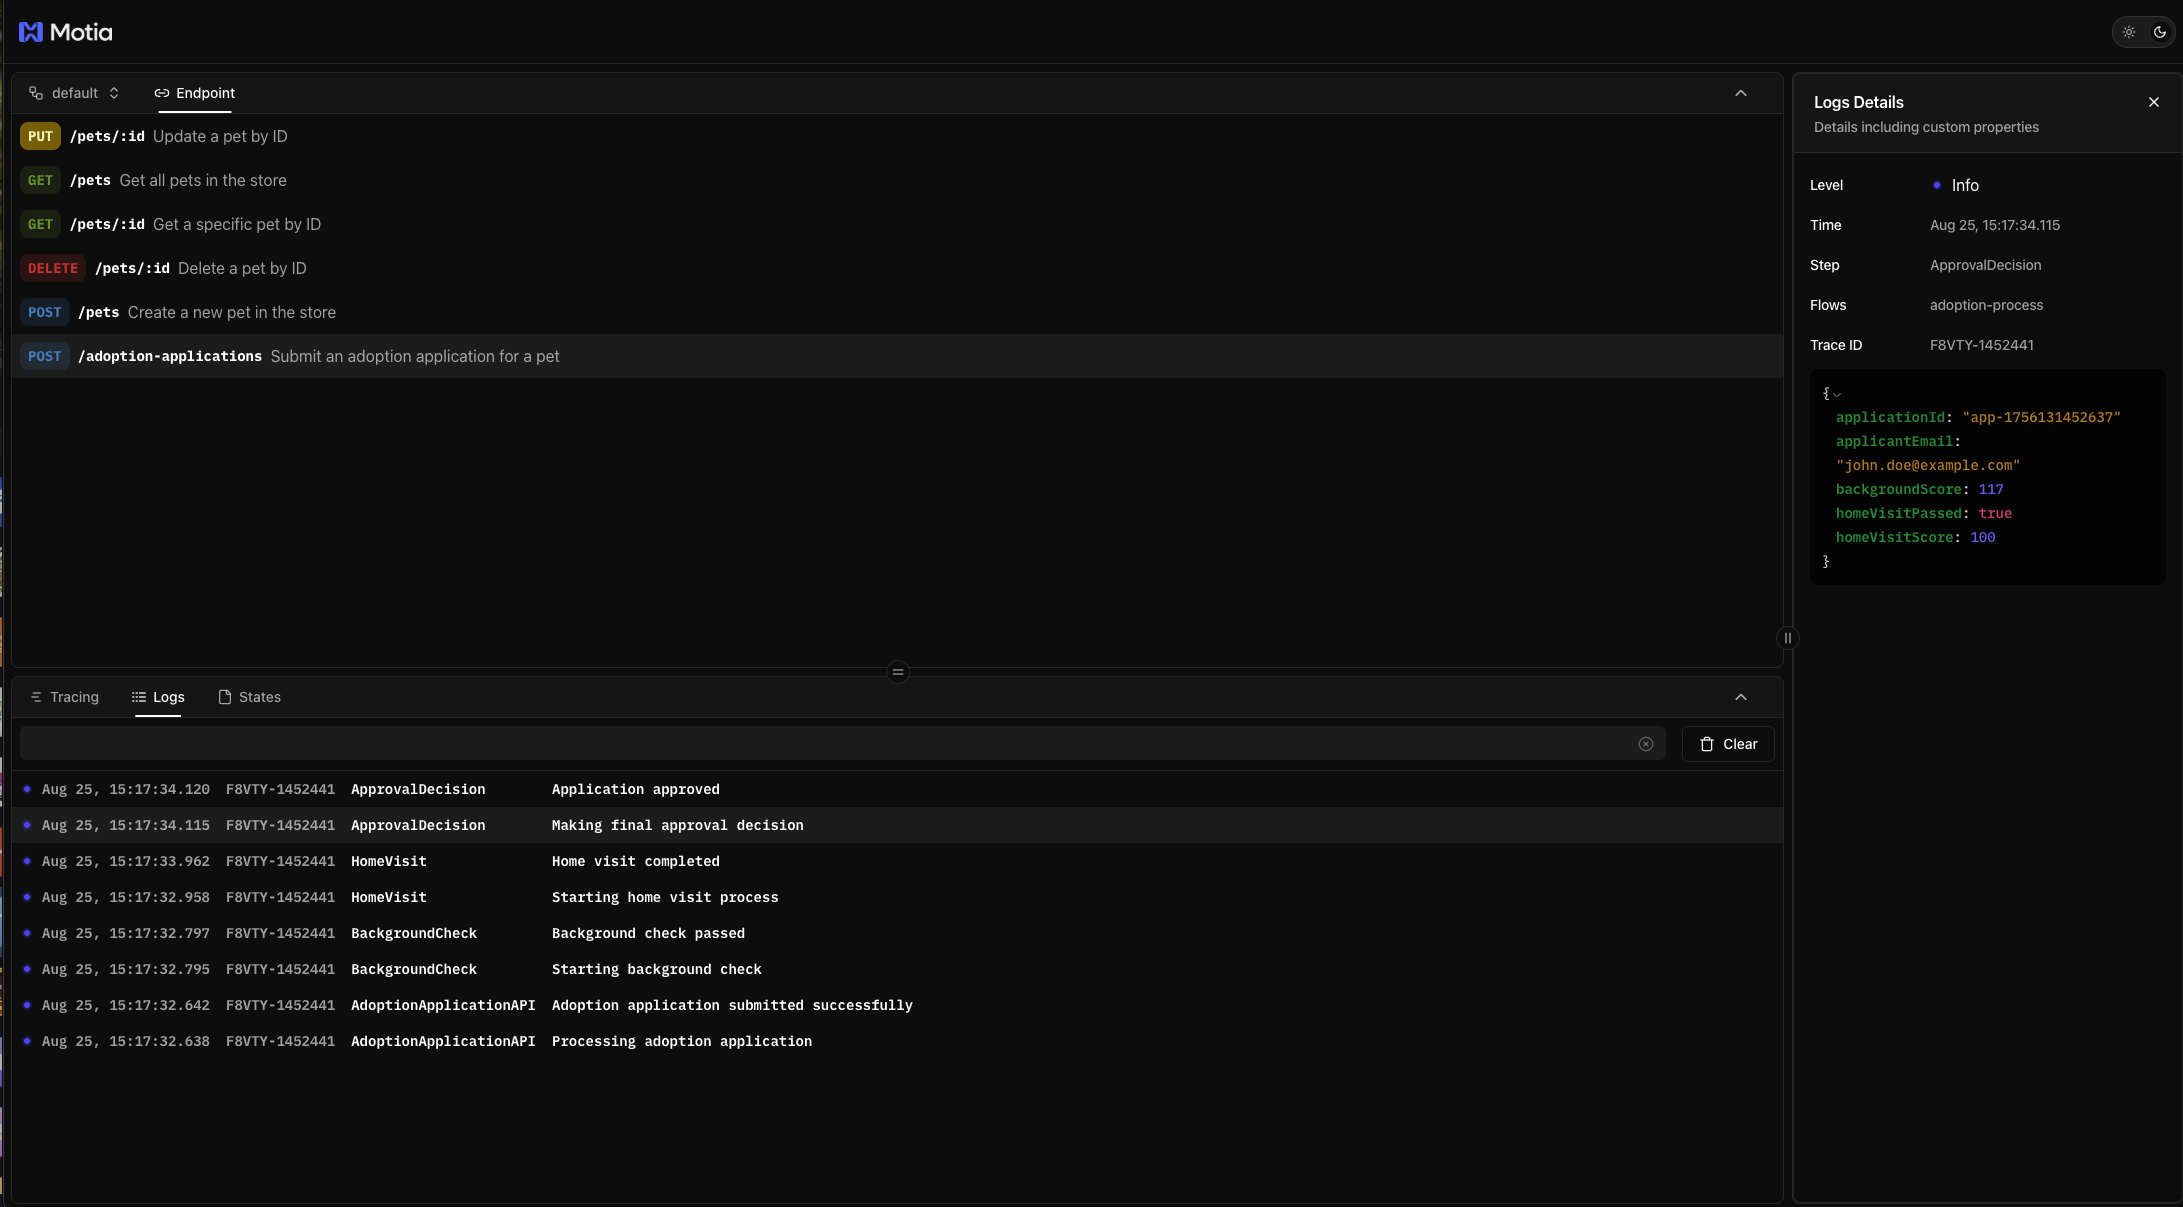 Motia
default
Endpoint
PUT /pets/:id Update a pet by ID
GET /pets Get all pets in the store
GET /pets/:id Get a specific pet by ID
DELETE /pets/:id Delete a pet by ID
POST /pets Create a new pet in the store
POST /adoption-applications Submit an adoption application for a pet
Tracing
Logs
States
Clear
Aug 25, 15:17:34.120 F8VTY-1452441 ApprovalDecision Application approved
Aug 25, 15:17:34.115 F8VTY-1452441 ApprovalDecision Making final approval decision
Aug 25, 15:17:33.962 F8VTY-1452441 HomeVisit Home visit completed
Aug 25, 15:17:32.958 F8VTY-1452441 HomeVisit Starting home visit process
Aug 25, 15:17:32.797 F8VTY-1452441 BackgroundCheck Background check passed
Aug 25, 15:17:32.795 F8VTY-1452441 BackgroundCheck Starting background check
Aug 25, 15:17:32.642 F8VTY-1452441 AdoptionApplicationAPI Adoption application submitted successfully
Aug 25, 15:17:32.638 F8VTY-1452441 AdoptionApplicationAPI Processing adoption application
Logs Details
Details including custom properties
Level Info
Time Aug 25, 15:17:34.115
Step ApprovalDecision
Flows adoption-process
Trace ID F8VTY-1452441
{
applicationId: "app-1756131452637"
applicantEmail:
"john.doe@example.com"
backgroundScore: 117
homeVisitPassed: true
homeVisitScore: 100
}